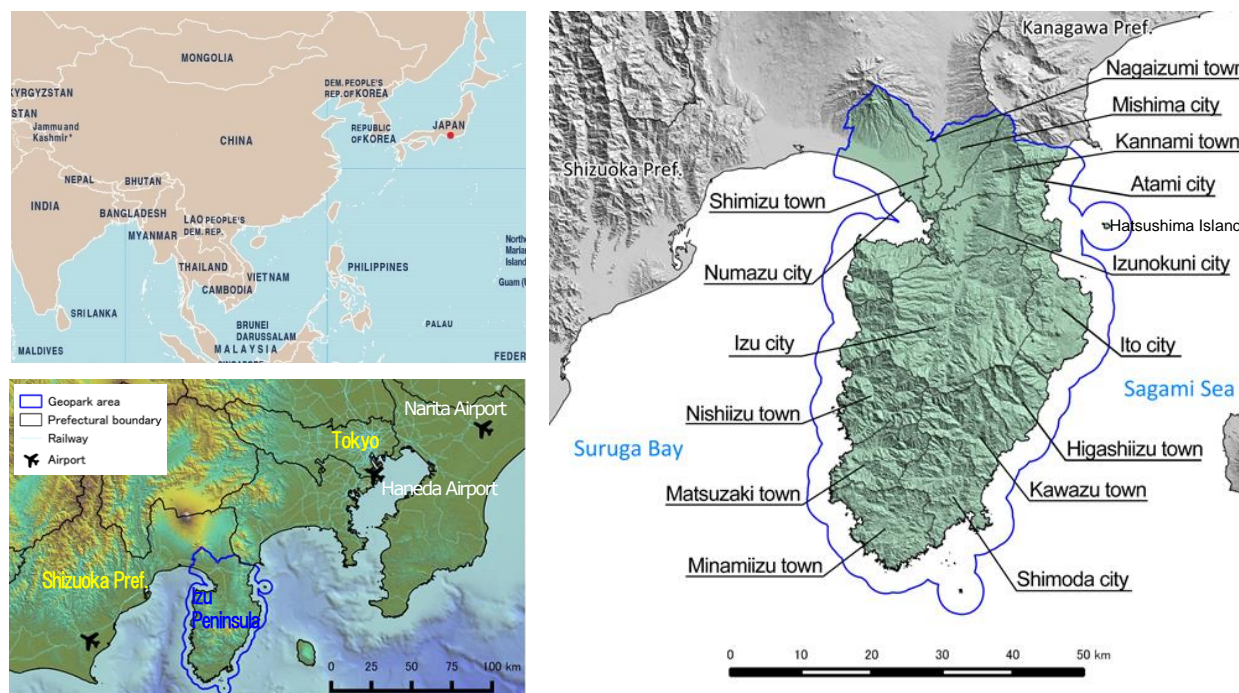 MONGOLIA
KYRGYZSTAN
STAN
Jammu and
Kashmir*
CHINA
DEM. PEOPLE'S
REP. OF KOREA
REPUBLIC
OF KOREA
JAPAN
NEPAL
BHUTAN
INDIA
BANGLADESH
MYANMAR
LAO PEOPLE'S
DEM. REP.
THAILAND
VIETNAM
CAMBODIA
PHILIPPINES
SRI LANKA
BRUNEI
DARUSSALAM
MALAYSIA
MALDIVES
PALAU
Northe
Marian
Island
Guam (U
FEDER
Geopark area
Prefectural boundary
Railway
Airport
Narita Airport
Tokyo
Haneda Airport
Shizuoka Pref.
Izu
Peninsula
0 25 50 100 km
Kanagawa Pref.
Nagaizumi town
Mishima city
Kannami town
Shizuoka Pref.
Atami city
Shimizu town
Hatsushima Island
Numazu city
Izunokuni city
Izu city
Ito city
Sagami Sea
Nishiizu town
Suruga Bay
Higashiizu town
Matsuzaki town
Kawazu town
Minamiizu town
Shimoda city
0 10 20 30 40 50 km